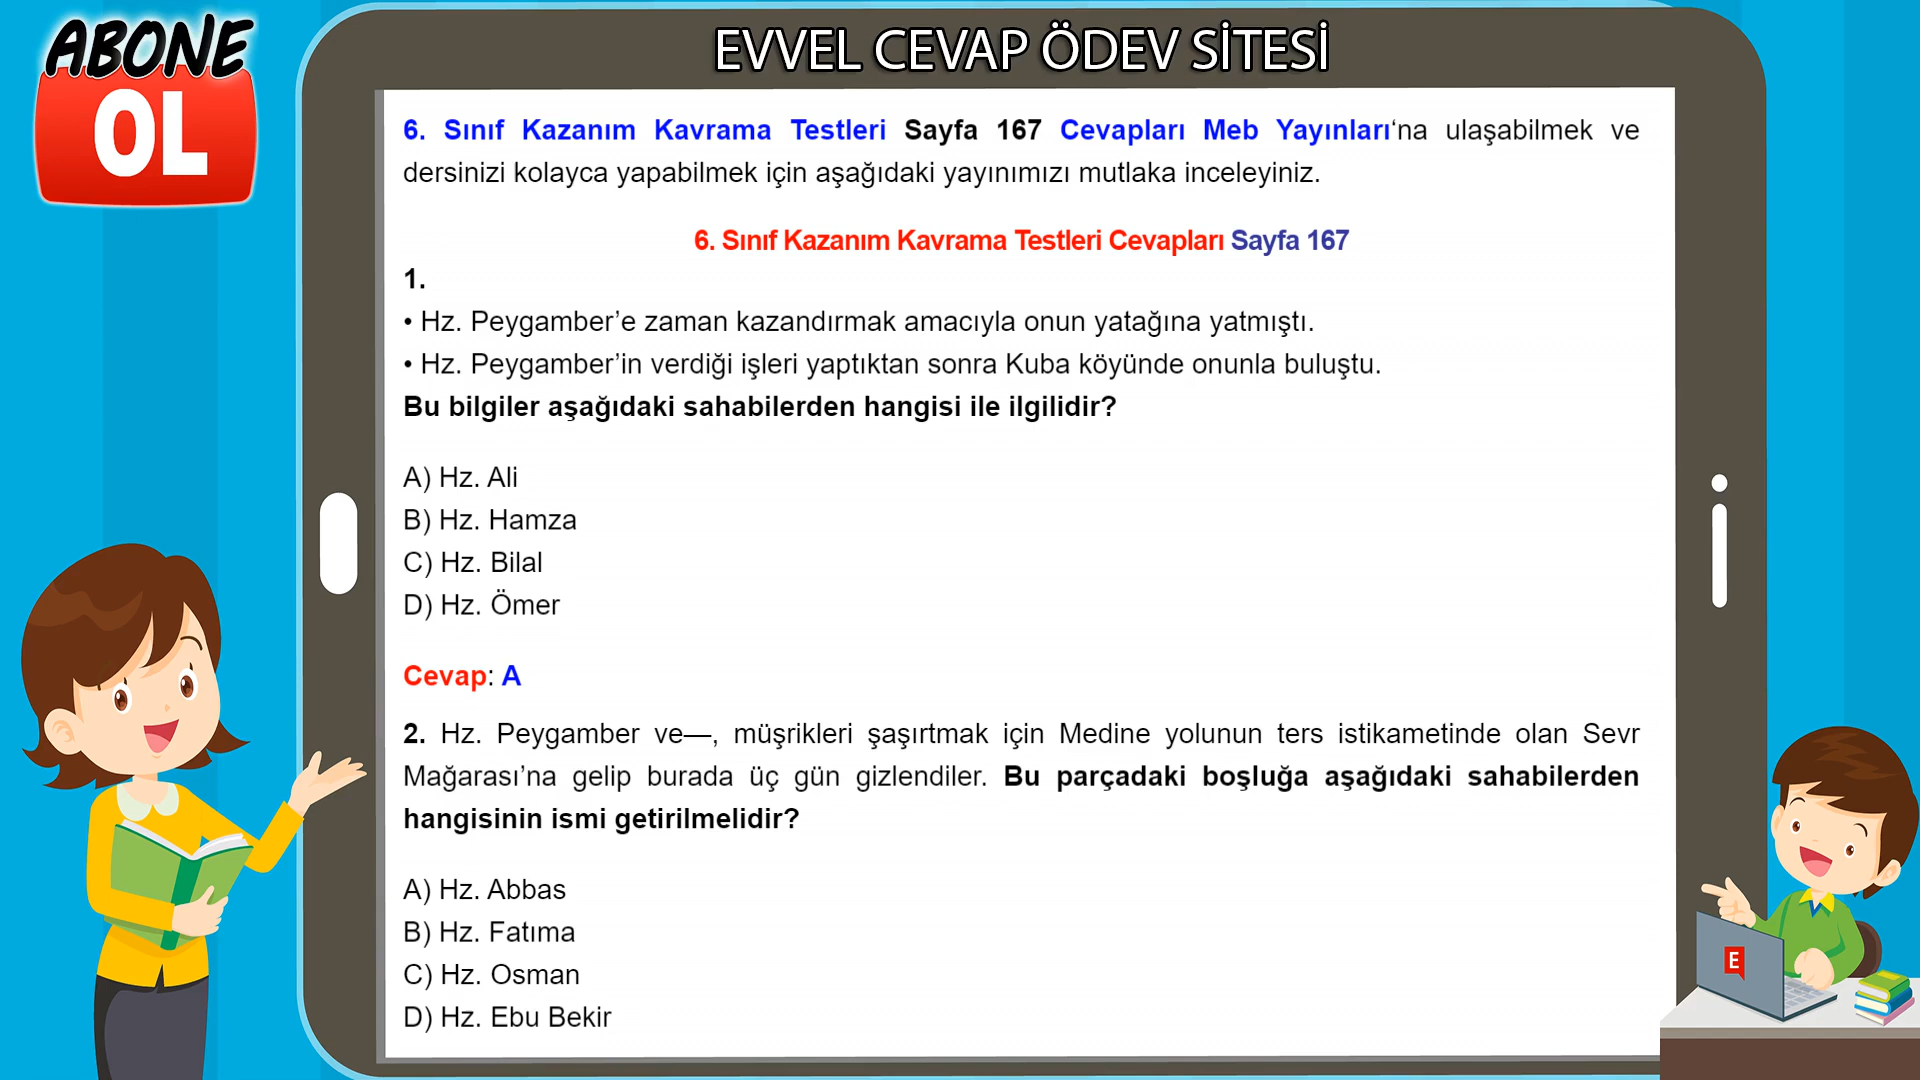 ABONE
OL
EVVEL CEVAP ÖDEV SİTESİ
6. Sınıf Kazanım Kavrama Testleri Sayfa 167 Cevapları Meb Yayınları‘na ulaşabilmek ve
dersinizi kolayca yapabilmek için aşağıdaki yayınımızı mutlaka inceleyiniz.
6. Sınıf Kazanım Kavrama Testleri Cevapları Sayfa 167
1.
• Hz. Peygamber’e zaman kazandırmak amacıyla onun yatağına yatmıştı.
• Hz. Peygamber’in verdiği işleri yaptıktan sonra Kuba köyünde onunla buluştu.
Bu bilgiler aşağıdaki sahabilerden hangisi ile ilgilidir?
A) Hz. Ali
B) Hz. Hamza
C) Hz. Bilal
D) Hz. Ömer
Cevap: A
2. Hz. Peygamber ve—, müşrikleri şaşırtmak için Medine yolunun ters istikametinde olan Sevr
Mağarası’na gelip burada üç gün gizlendiler. Bu parçadaki boşluğa aşağıdaki sahabilerden
hangisinin ismi getirilmelidir?
A) Hz. Abbas
B) Hz. Fatıma
C) Hz. Osman
D) Hz. Ebu Bekir
E